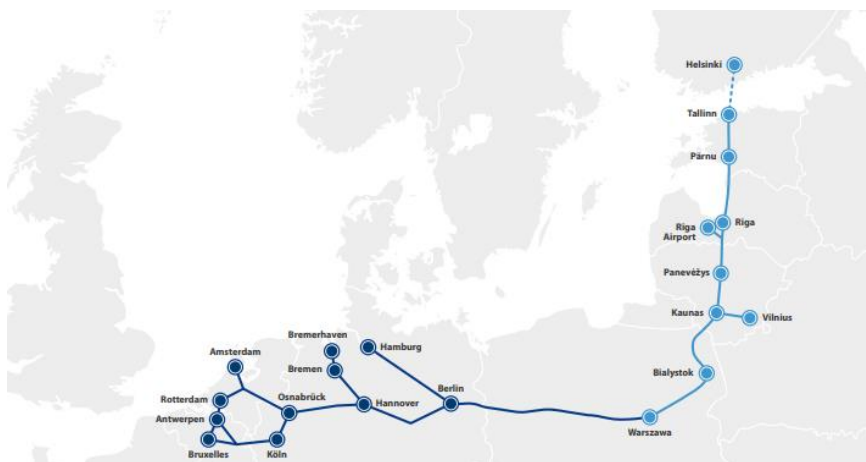 Helsinki
Tallinn
Pärnu
Riga
Riga
Airport
Panevėžys
Kaunas
Vilnius
Bialystok
Warszawa
Bremerhaven
Hamburg
Amsterdam
Bremen
Rotterdam
Osnabrück
Hannover
Berlin
Antwerpen
Bruxelles
Köln